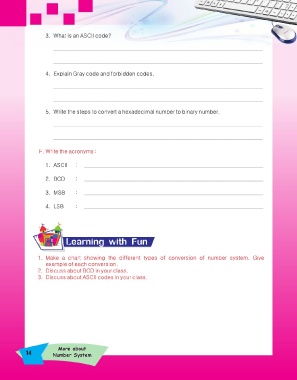 3. What is an ASCII code?
4. Explain Gray code and forbidden codes.
5. Write the steps to convert a hexadecimal number to binary number.
F. Write the acronyms :
1. ASCII :
2. BCD :
3. MSB :
4. LSB :
Learning with Fun
1. Make a chart showing the different types of conversion of number system. Give
example of each conversion.
2. Discuss about BCD in your class.
3. Discuss about ASCII codes in your class.
14
More about
Number System